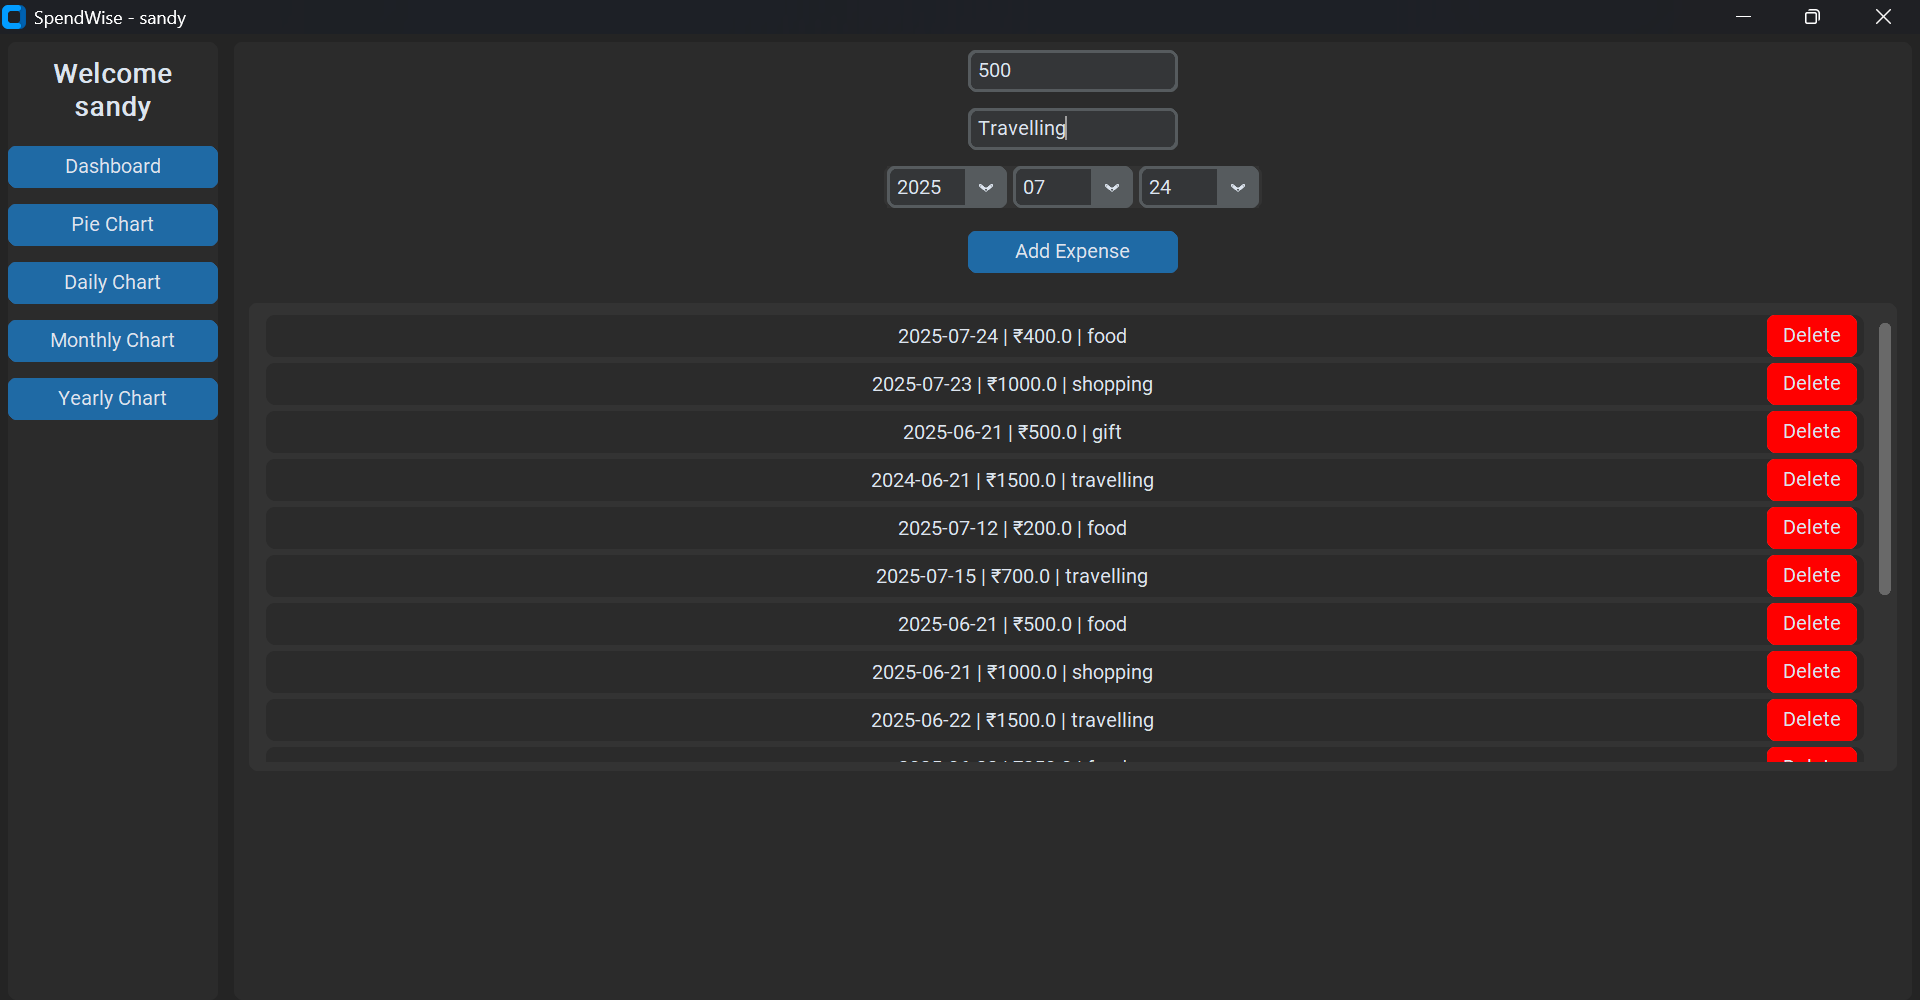 SpendWise - sandy
Welcome
sandy
Dashboard
Pie Chart
Daily Chart
Monthly Chart
Yearly Chart
500
Travelling
2025 07 24
Add Expense
2025-07-24 | ₹400.0 | food Delete
2025-07-23 | ₹1000.0 | shopping Delete
2025-06-21 | ₹500.0 | gift Delete
2024-06-21 | ₹1500.0 | travelling Delete
2025-07-12 | ₹200.0 | food Delete
2025-07-15 | ₹700.0 | travelling Delete
2025-06-21 | ₹500.0 | food Delete
2025-06-21 | ₹1000.0 | shopping Delete
2025-06-22 | ₹1500.0 | travelling Delete